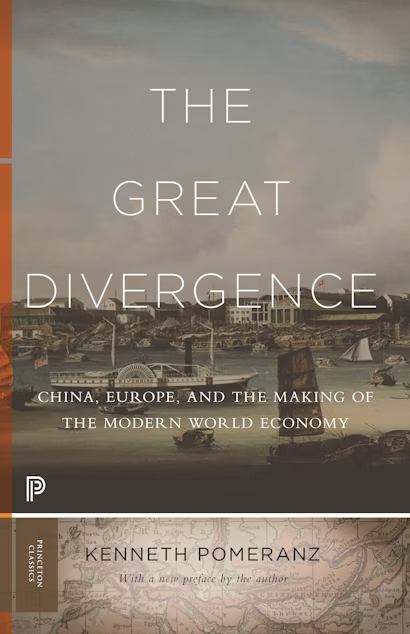 THE
GREAT
DIVERGENCE
CHINA, EUROPE, AND THE MAKING OF
THE MODERN WORLD ECONOMY
PRINCETON
CLASSICS
KENNETH POMERANZ
With a new preface by the author